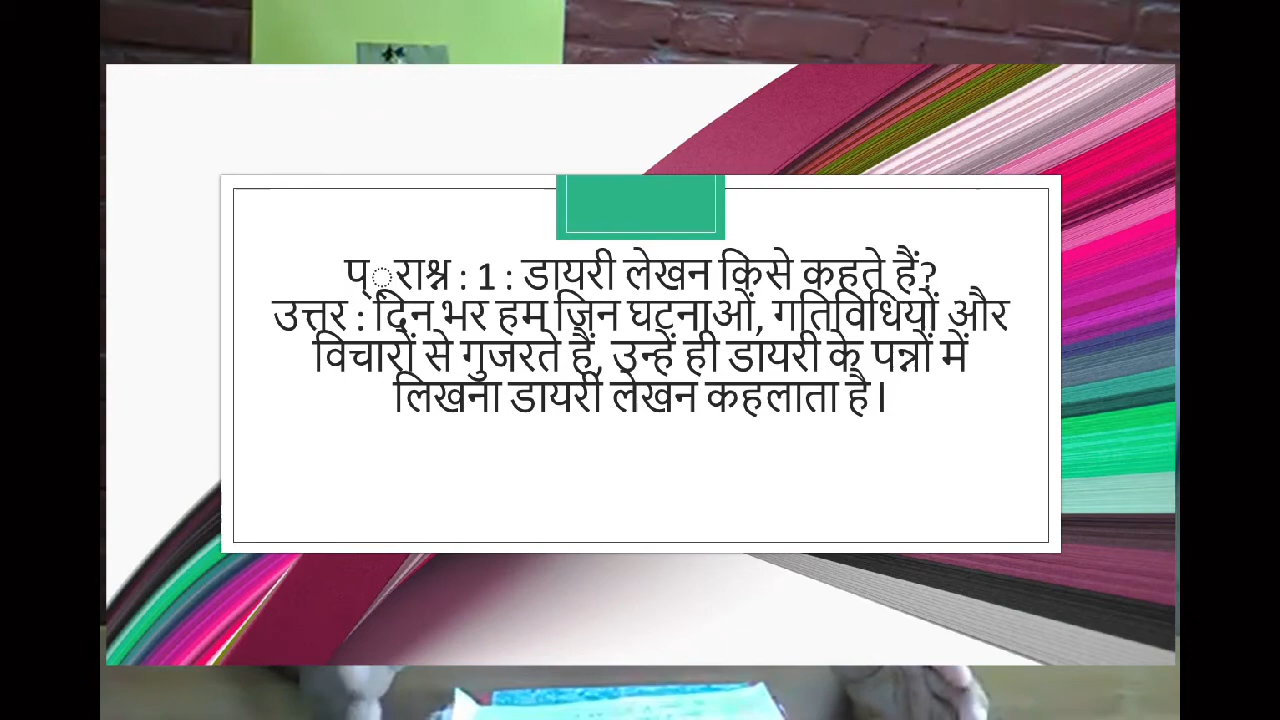 प््राश्न : 1 : डायरी लेखन किसे कहते हैं?
उत्तर : दिन भर हम जिन घटनाओं, गतिविधियों और
विचारों से गुजरते हैं, उन्हें ही डायरी के पन्नों में
लिखना डायरी लेखन कहलाता है।